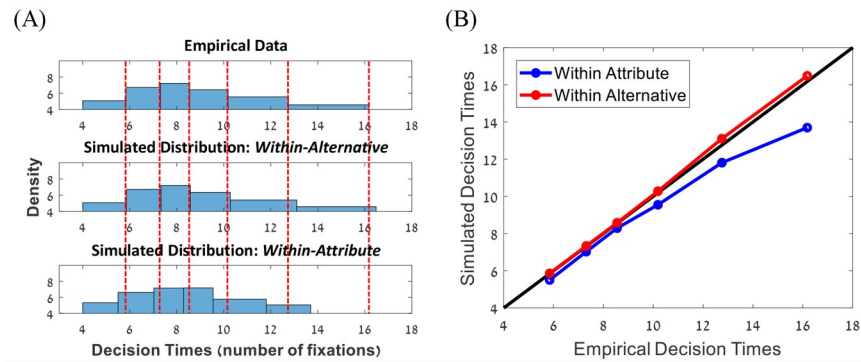 (A)
Empirical Data
8
6
4
4 6 8 10 12 14 16 18
Simulated Distribution: Within-Alternative
Density
8
6
4
4 6 8 10 12 14 16 18
Simulated Distribution: Within-Attribute
8
6
4
4 6 8 10 12 14 16 18
Decision Times (number of fixations)
(B)
18
16
14
12
10
8
6
4
Simulated Decision Times
Within Attribute
Within Alternative
4 6 8 10 12 14 16 18
Empirical Decision Times